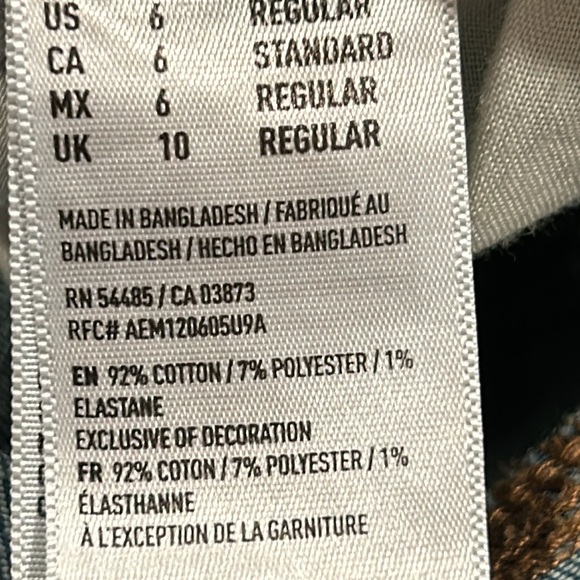 US 6 REGULAR
CA 6 STANDARD
MX 6 REGULAR
UK 10 REGULAR
MADE IN BANGLADESH / FABRIQUÉ AU
BANGLADESH / HECHO EN BANGLADESH
RN 54485 / CA 03873
RFC# AEM120605U9A
EN 92% COTTON / 7% POLYESTER / 1%
ELASTANE
EXCLUSIVE OF DECORATION
FR 92% COTON / 7% POLYESTER / 1%
ÉLASTHANNE
À L'EXCEPTION DE LA GARNITURE